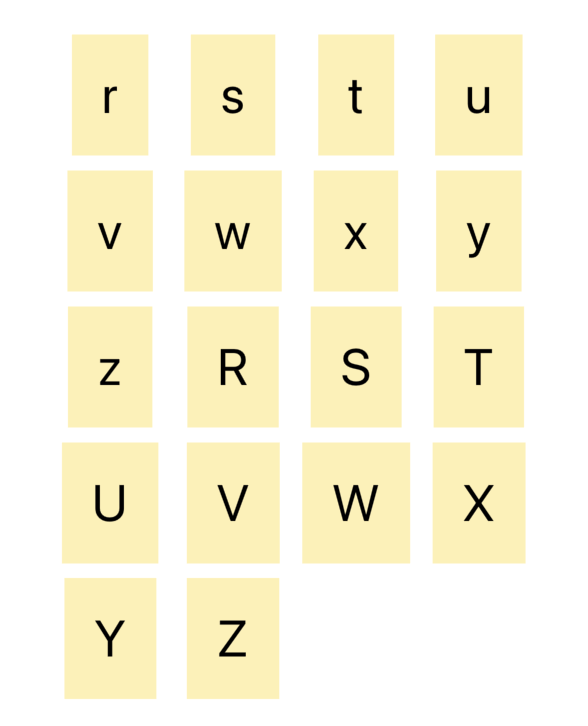 r s t u
v w x y
z R S T
U V W X
Y Z